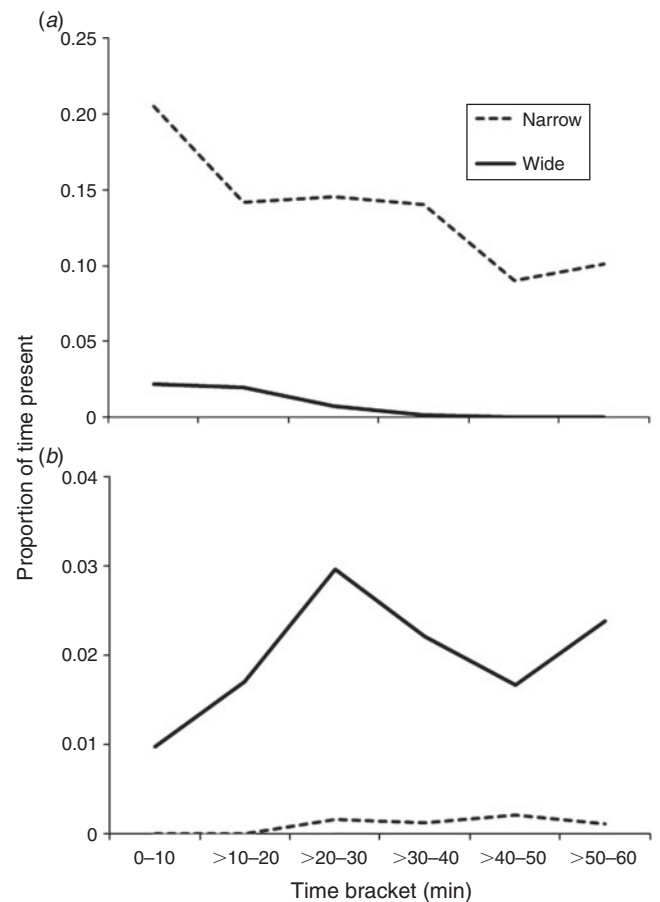 (a)
0.25
0.20
0.15
0.10
0.05
0
Narrow
Wide
Proportion of time present
(b)
0.04
0.03
0.02
0.01
0
0–10 >10–20 >20–30 >30–40 >40–50 >50–60
Time bracket (min)